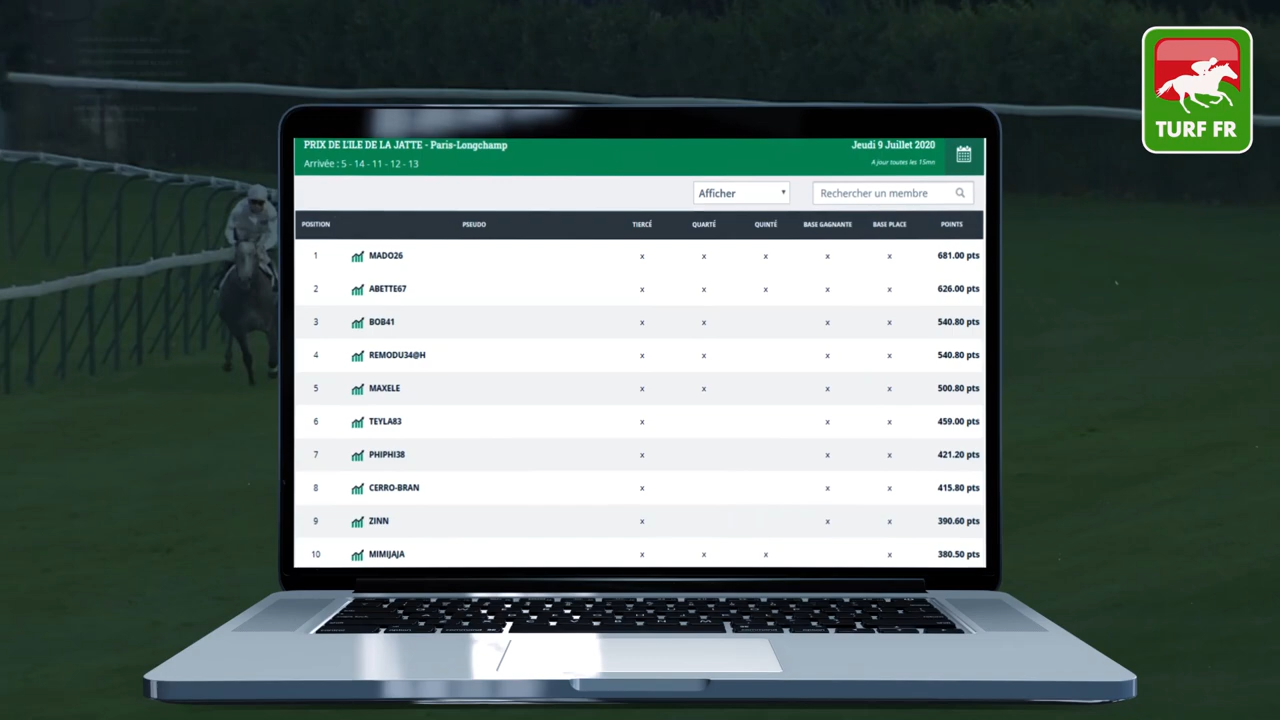 TURF FR
PRIX DE L'ILE DE LA JATTE - Paris-Longchamp
Jeudi 9 Juillet 2020
Arrivée : 5 - 14 - 11 - 12 - 13
A jour toutes les 15mn
Afficher
Rechercher un membre
POSITION PSEUDO TIERCÉ QUARTÉ QUINTÉ BASE GAGNANTE BASE PLACE POINTS
1 MADO26 x x x x x 681.00 pts
2 ABETTE67 x x x x x 626.00 pts
3 BOB41 x x x x 540.80 pts
4 REMODU34@H x x x x 540.80 pts
5 MAXELE x x x x 500.80 pts
6 TEYLA83 x x x 459.00 pts
7 PHIPHI38 x x x 421.20 pts
8 CERRO-BRAN x x x 415.80 pts
9 ZINN x x x 390.60 pts
10 MIMIJAJA x x x x 380.50 pts